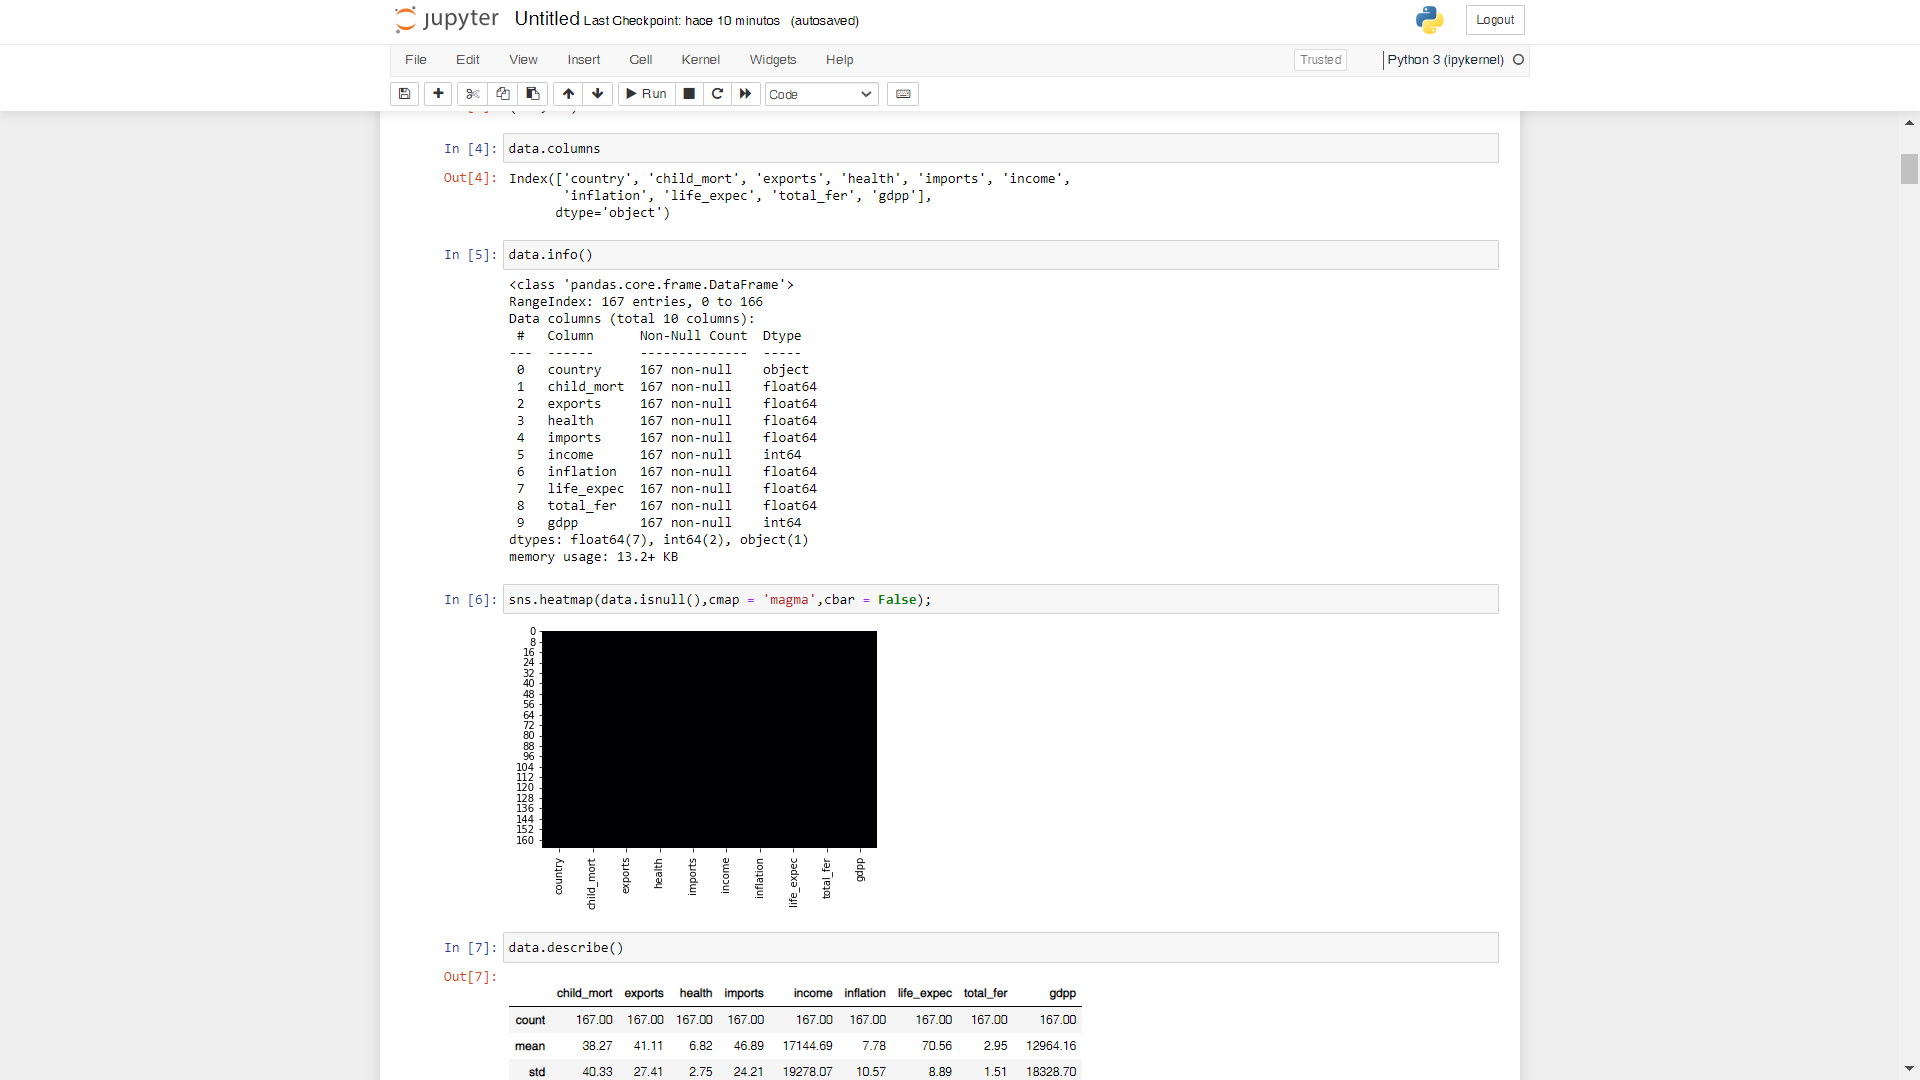 jupyter Untitled Last Checkpoint: hace 10 minutos (autosaved) Logout
File Edit View Insert Cell Kernel Widgets Help Trusted Python 3 (ipykernel)
Run Code
In [4]: data.columns
Out[4]: Index(['country', 'child_mort', 'exports', 'health', 'imports', 'income',
'inflation', 'life_expec', 'total_fer', 'gdpp'],
dtype='object')
In [5]: data.info()
<class 'pandas.core.frame.DataFrame'>
RangeIndex: 167 entries, 0 to 166
Data columns (total 10 columns):
# Column Non-Null Count Dtype
--- ------ -------------- -----
0 country 167 non-null object
1 child_mort 167 non-null float64
2 exports 167 non-null float64
3 health 167 non-null float64
4 imports 167 non-null float64
5 income 167 non-null int64
6 inflation 167 non-null float64
7 life_expec 167 non-null float64
8 total_fer 167 non-null float64
9 gdpp 167 non-null int64
dtypes: float64(7), int64(2), object(1)
memory usage: 13.2+ KB
In [6]: sns.heatmap(data.isnull(),cmap = 'magma',cbar = False);
0
8
16
24
32
40
48
56
64
72
80
88
96
104
112
120
128
136
144
152
160
country child_mort exports health imports income inflation life_expec total_fer gdpp
In [7]: data.describe()
Out[7]:
child_mort exports health imports income inflation life_expec total_fer gdpp
count 167.00 167.00 167.00 167.00 167.00 167.00 167.00 167.00 167.00
mean 38.27 41.11 6.82 46.89 17144.69 7.78 70.56 2.95 12964.16
std 40.33 27.41 2.75 24.21 19278.07 10.57 8.89 1.51 18328.70